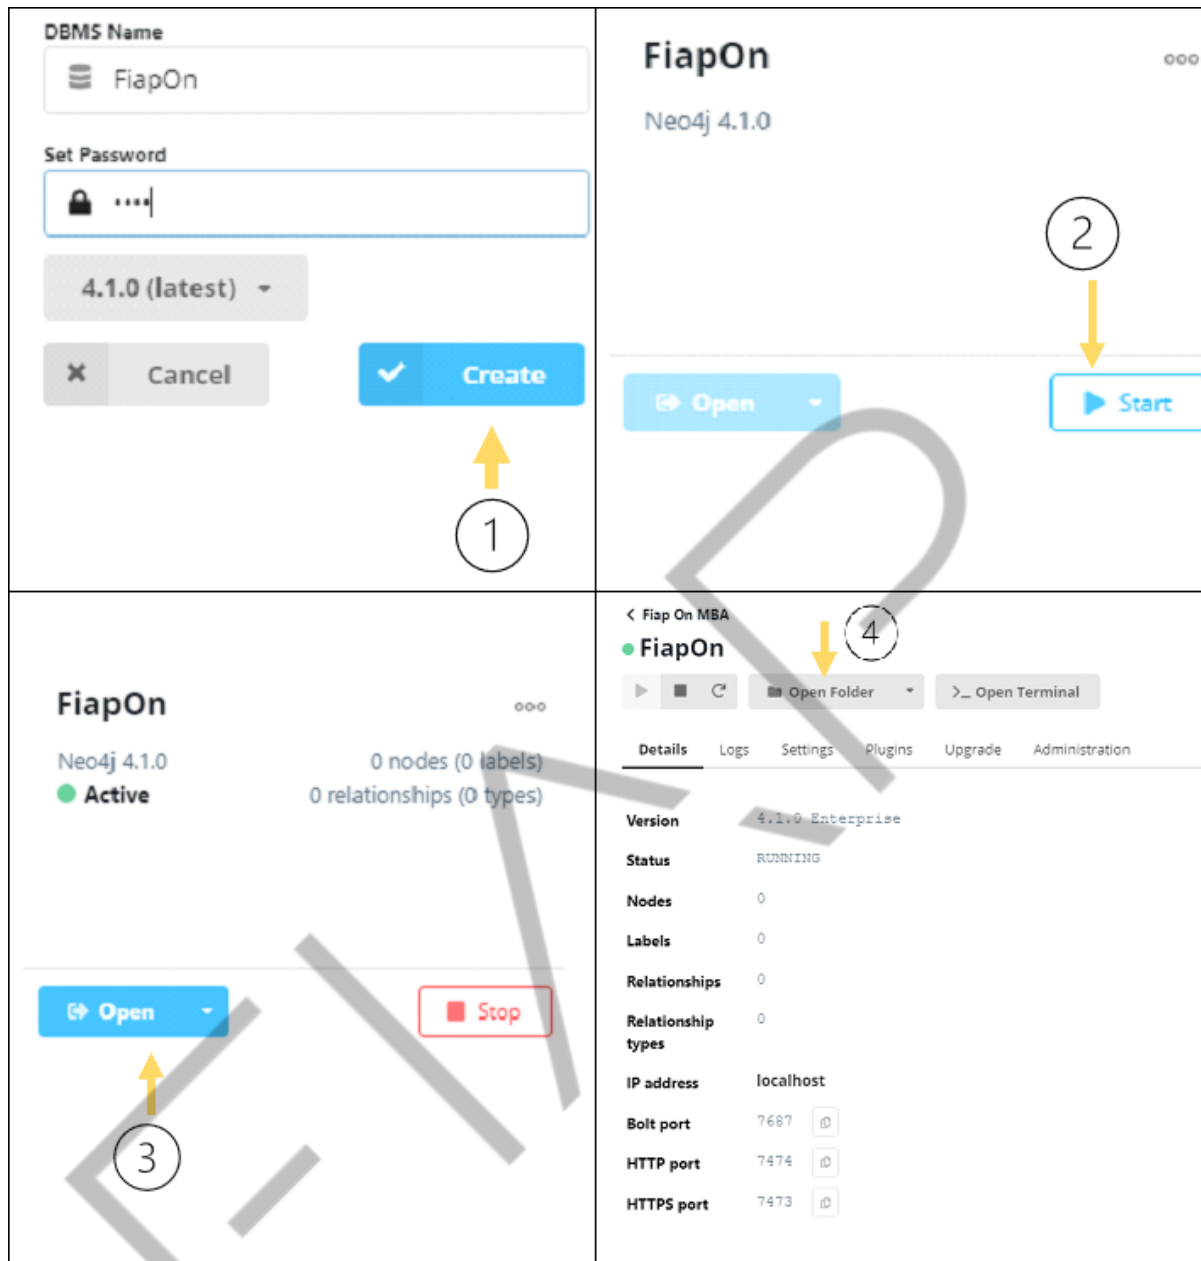 DBMS Name
FiapOn
Set Password
4.1.0 (latest)
Cancel
Create
1
FiapOn
Neo4j 4.1.0
2
Open
Start
FiapOn
Neo4j 4.1.0
0 nodes (0 labels)
Active
0 relationships (0 types)
Open
Stop
3
Fiap On MBA
4
FiapOn
Open Folder
>_ Open Terminal
Details Logs Settings Plugins Upgrade Administration
Version 4.1.0 Enterprise
Status RUNNING
Nodes 0
Labels 0
Relationships 0
Relationship 0
types
IP address localhost
Bolt port 7687
HTTP port 7474
HTTPS port 7473
FIAP